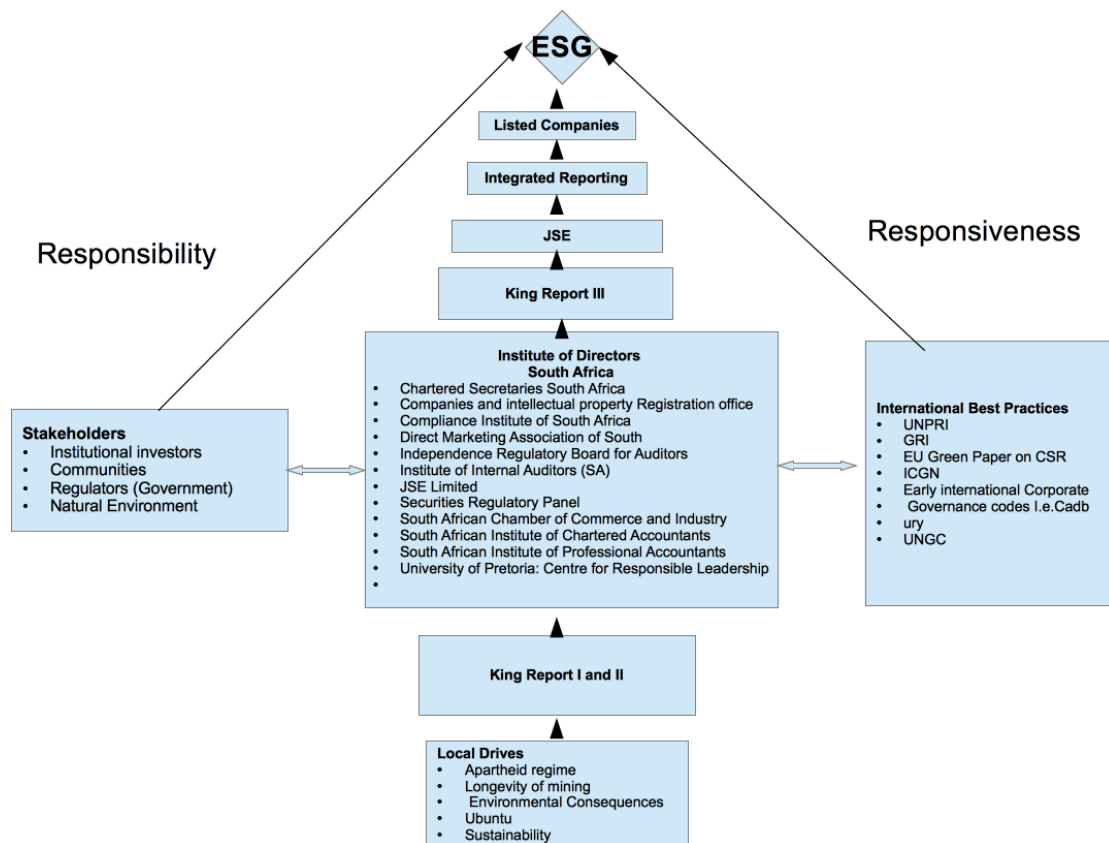 ESG
Listed Companies
Integrated Reporting
JSE
Responsibility
Responsiveness
King Report III
Institute of Directors
South Africa
• Chartered Secretaries South Africa
• Companies and intellectual property Registration office
• Compliance Institute of South Africa
• Direct Marketing Association of South
• Independence Regulatory Board for Auditors
• Institute of Internal Auditors (SA)
• JSE Limited
• Securities Regulatory Panel
• South African Chamber of Commerce and Industry
• South African Institute of Chartered Accountants
• South African Institute of Professional Accountants
• University of Pretoria: Centre for Responsible Leadership
•
Stakeholders
• Institutional investors
• Communities
• Regulators (Government)
• Natural Environment
International Best Practices
• UNPRI
• GRI
• EU Green Paper on CSR
• ICGN
• Early international Corporate
• Governance codes I.e.Cadb
• ury
• UNGC
King Report I and II
Local Drives
• Apartheid regime
• Longevity of mining
• Environmental Consequences
• Ubuntu
• Sustainability